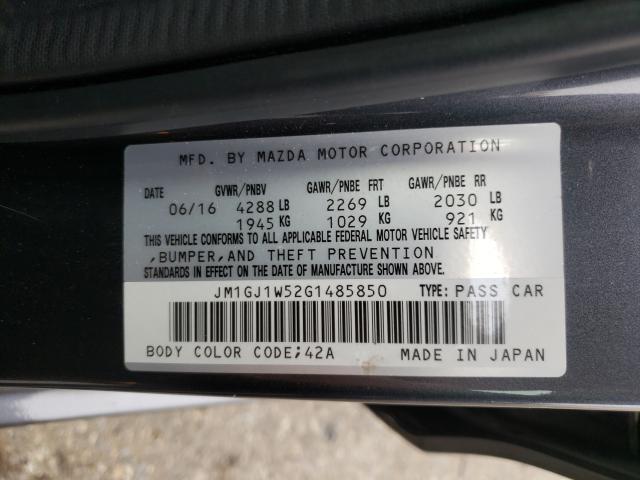 MFD. BY MAZDA MOTOR CORPORATION
DATE GVWR/PNBV GAWR/PNBE FRT GAWR/PNBE RR
06/16 4288 LB 2269 LB 2030 LB
1945 KG 1029 KG 921 KG
THIS VEHICLE CONFORMS TO ALL APPLICABLE FEDERAL MOTOR VEHICLE SAFETY
,BUMPER,AND THEFT PREVENTION
STANDARDS IN EFFECT ON THE DATE OF MANUFACTURE SHOWN ABOVE.
JM1GJ1W52G1485850 TYPE: PASS CAR
BODY COLOR CODE;42A MADE IN JAPAN